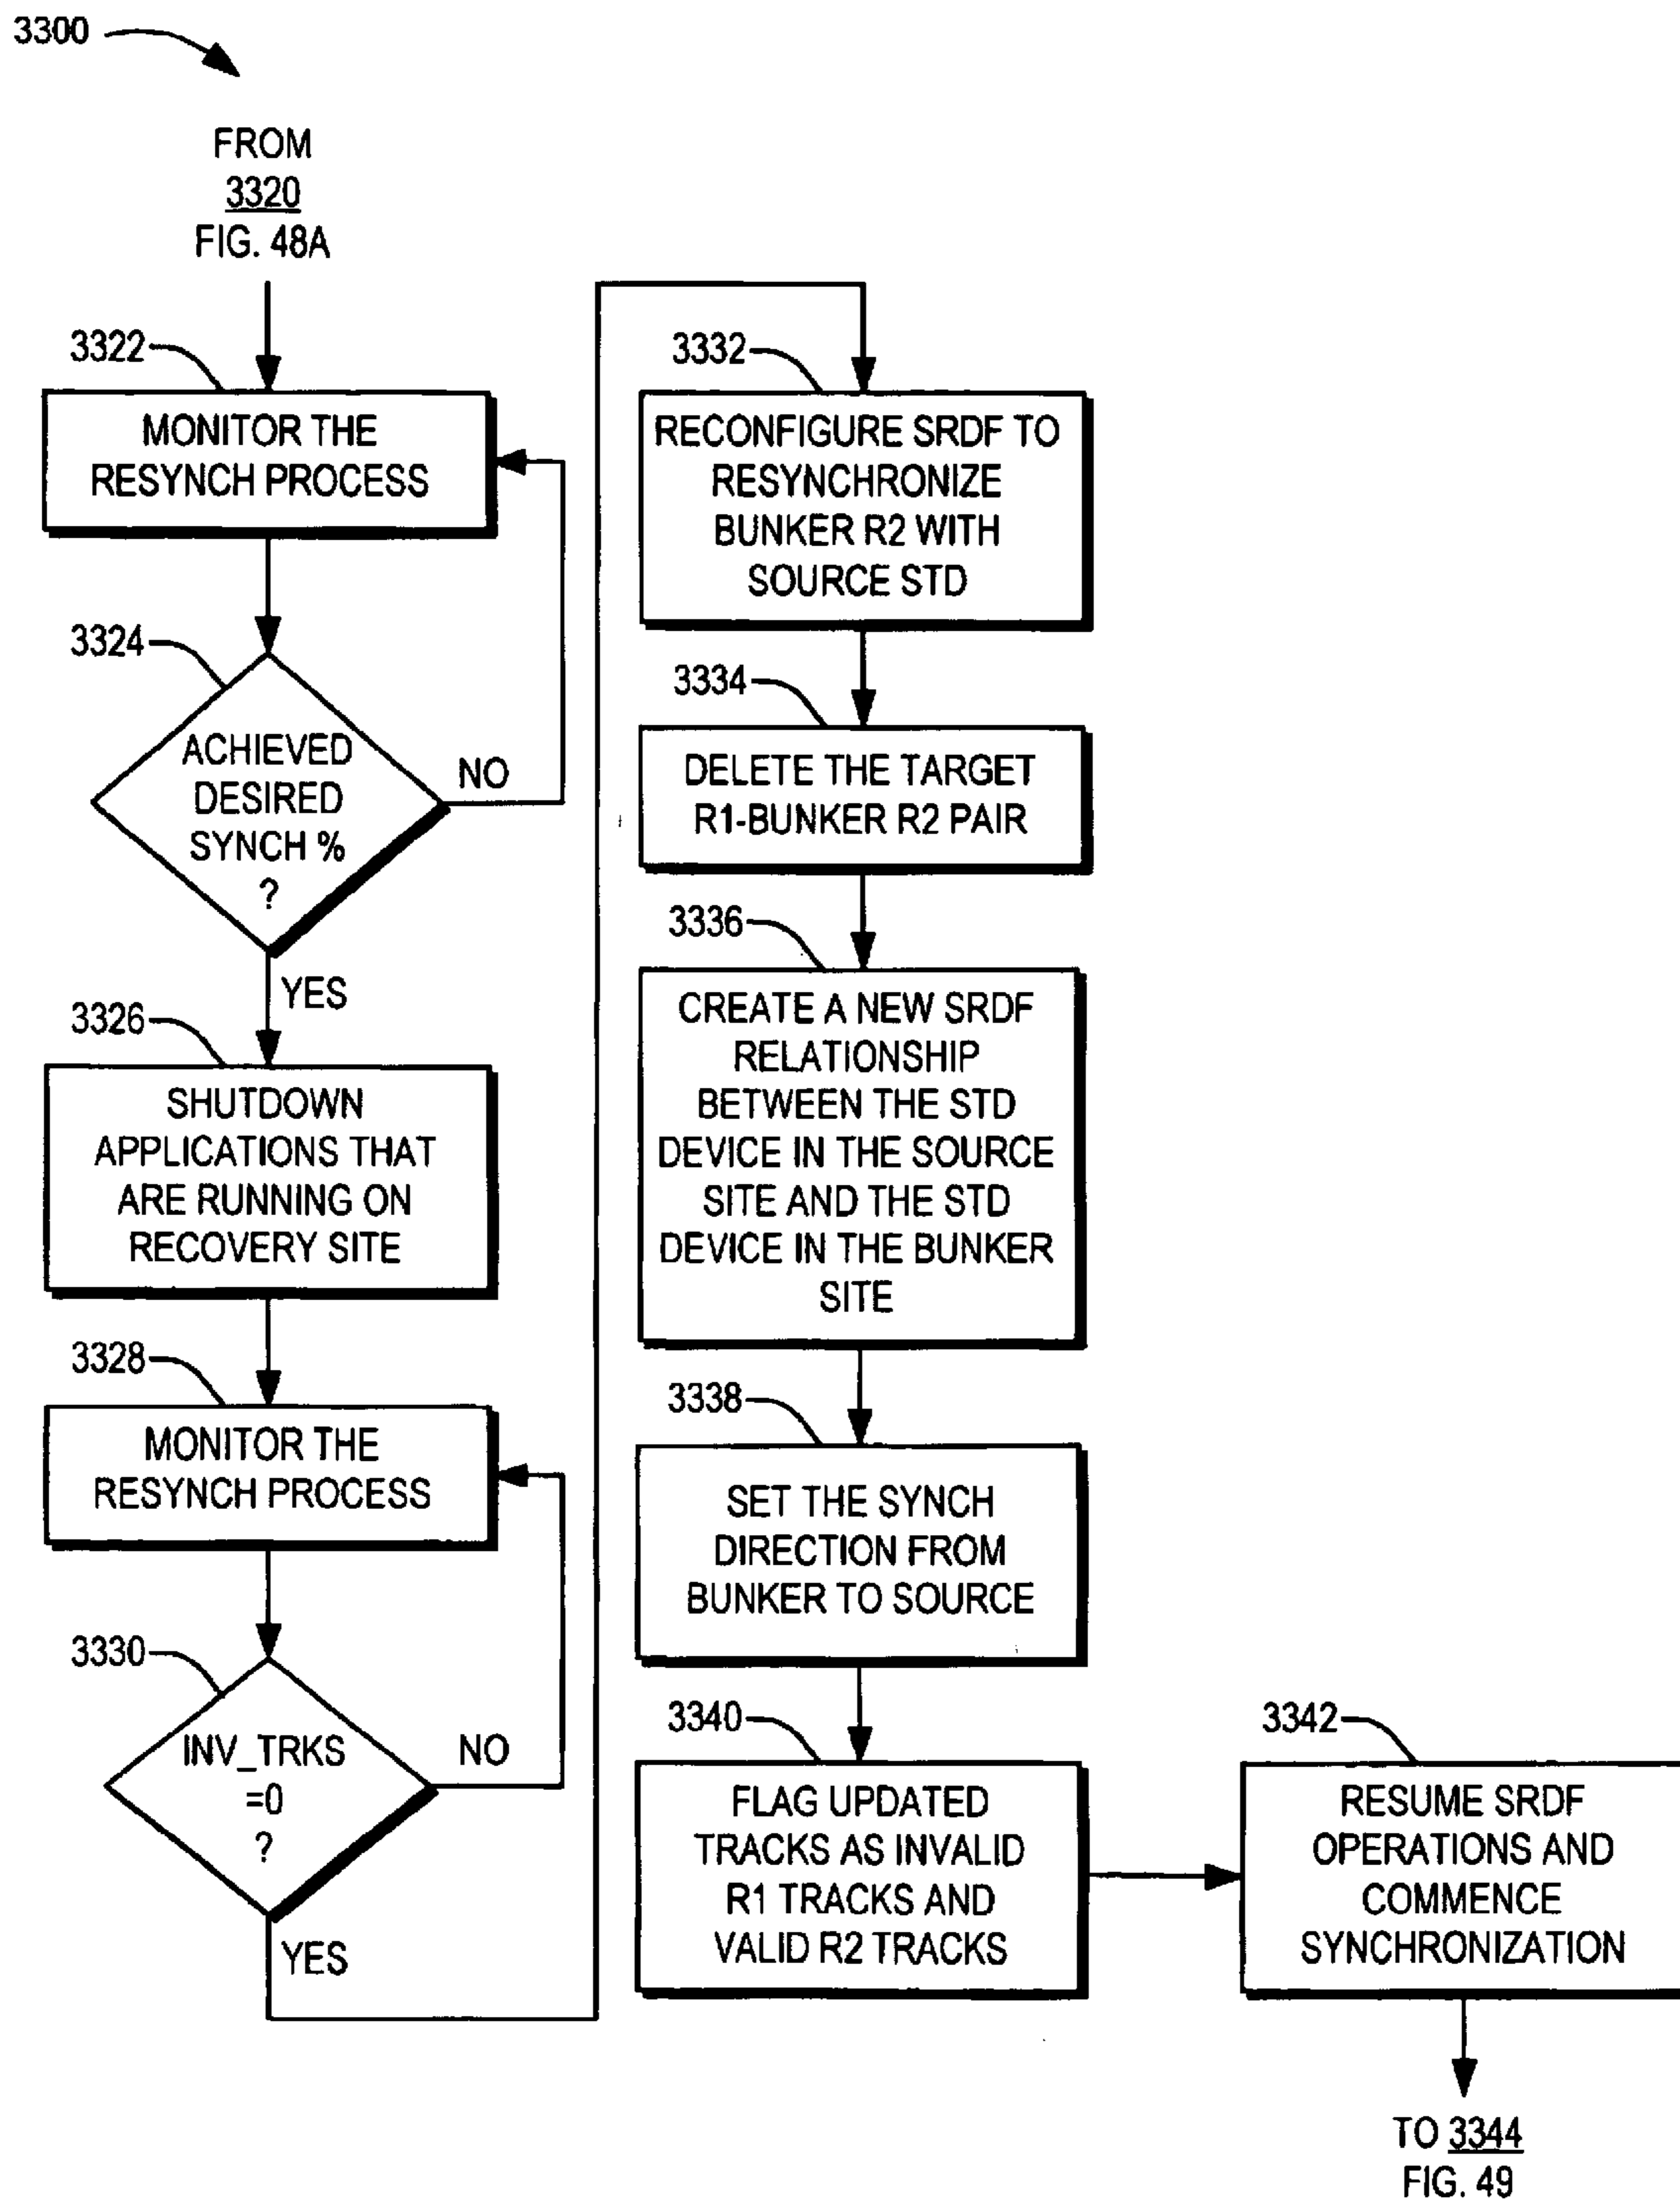 3300
FROM
3320
FIG. 48A
3322
MONITOR THE
RESYNCH PROCESS
3324
ACHIEVED
DESIRED
SYNCH %
?
NO
YES
3326
SHUTDOWN
APPLICATIONS THAT
ARE RUNNING ON
RECOVERY SITE
3328
MONITOR THE
RESYNCH PROCESS
3330
INV_TRKS
=0
?
NO
YES
3332
RECONFIGURE SRDF TO
RESYNCHRONIZE
BUNKER R2 WITH
SOURCE STD
3334
DELETE THE TARGET
R1-BUNKER R2 PAIR
3336
CREATE A NEW SRDF
RELATIONSHIP
BETWEEN THE STD
DEVICE IN THE SOURCE
SITE AND THE STD
DEVICE IN THE BUNKER
SITE
3338
SET THE SYNCH
DIRECTION FROM
BUNKER TO SOURCE
3340
FLAG UPDATED
TRACKS AS INVALID
R1 TRACKS AND
VALID R2 TRACKS
3342
RESUME SRDF
OPERATIONS AND
COMMENCE
SYNCHRONIZATION
TO 3344
FIG. 49